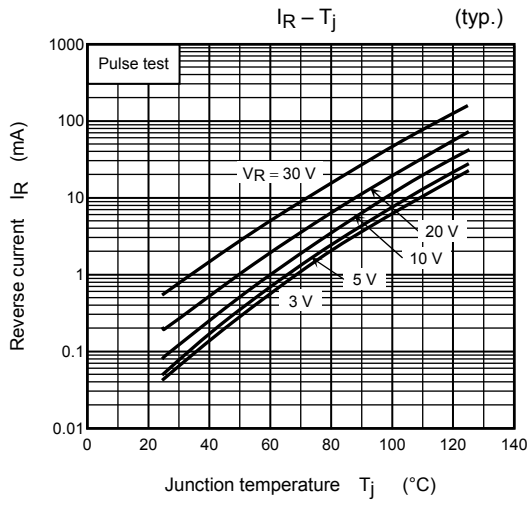 IR – Tj (typ.)
Pulse test
Reverse current IR (mA)
1000
100
10
1
0.1
0.01
VR = 30 V
20 V
10 V
5 V
3 V
0 20 40 60 80 100 120 140
Junction temperature Tj (°C)